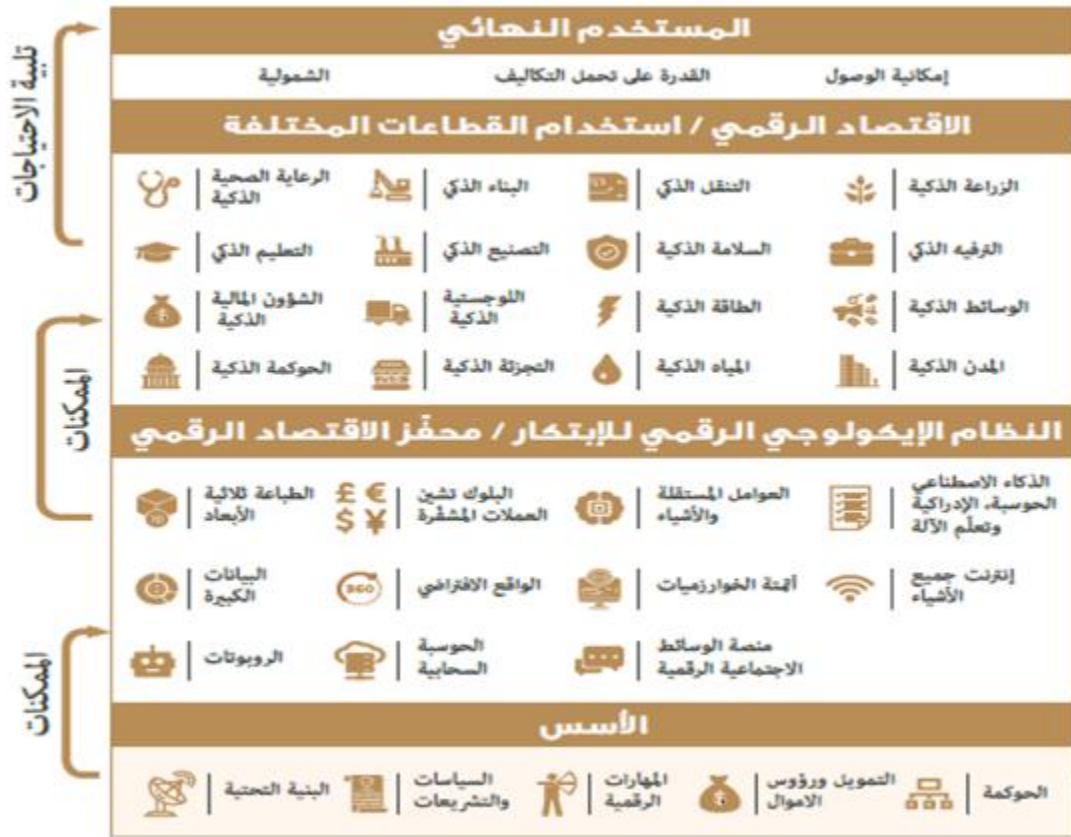 المستخدم النهائي
إمكانية الوصول
القدرة على تحمل التكاليف
الشمولية
الاقتصاد الرقمي / استخدام القطاعات المختلفة
الزراعة الذكية
التنقل الذكي
البناء الذكي
الرعاية الصحية
الذكية
الترفيه الذكي
السلامة الذكية
التصنيع الذكي
التعليم الذكي
الوسائط الذكية
الطاقة الذكية
اللوجستية
الذكية
الشؤون المالية
الذكية
المدن الذكية
المياه الذكية
التجزئة الذكية
الحوكمة الذكية
النظام الإيكولوجي الرقمي للإبتكار / محفّز الاقتصاد الرقمي
الذكاء الاصطناعي
الحوسبة، الإدراكية
وتعلّم الآلة
العوامل المستقلة
والأشياء
البلوك تشين
العملات المشفّرة
£ €
$ ¥
الطباعة ثلاثية
الأبعاد
3D
إنترنت جميع
الأشياء
أتمتة الخوارزميات
الواقع الافتراضي
360
البيانات
الكبيرة
منصة الوسائط
الاجتماعية الرقمية
الحوسبة
السحابية
الروبوتات
الأسس
الحوكمة
التمويل ورؤوس
الاموال
المهارات
الرقمية
السياسات
والتشريعات
البنية التحتية
تلبية الاحتياجات
الممكنات
الممكنات